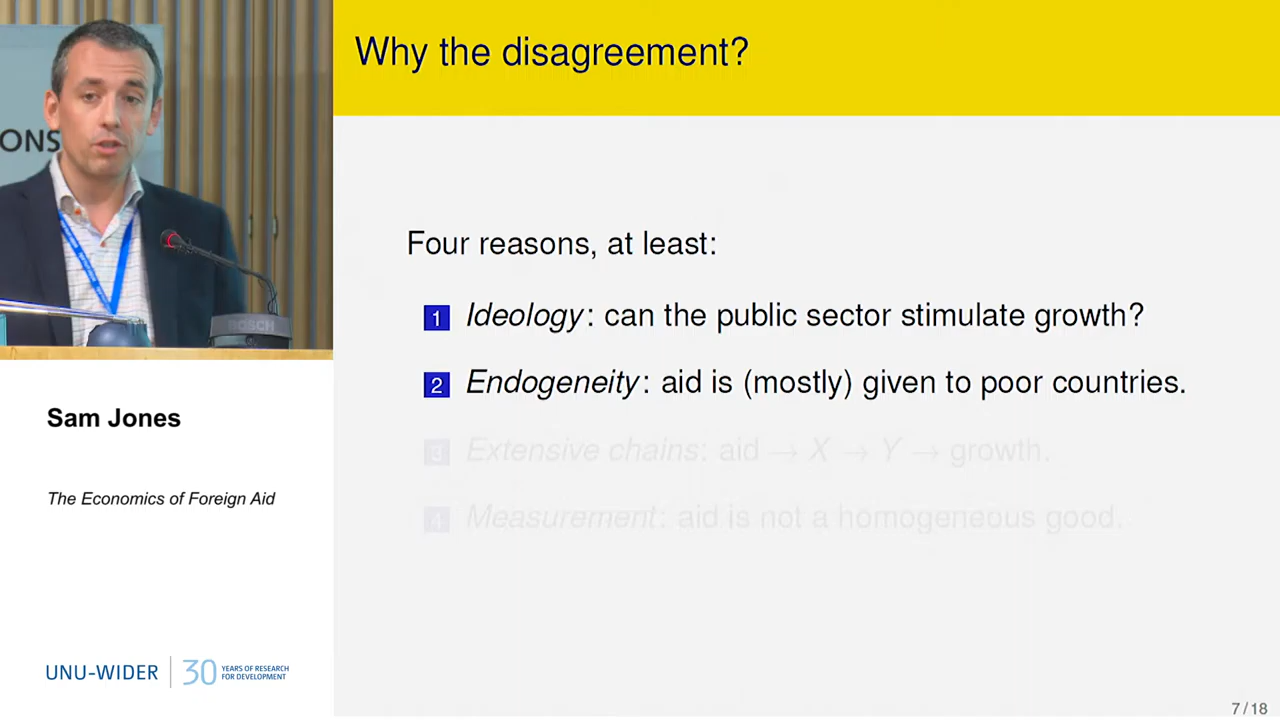 Why the disagreement?
ONS
BOSCH
Four reasons, at least:
1 Ideology: can the public sector stimulate growth?
2 Endogeneity: aid is (mostly) given to poor countries.
3 Extensive chains: aid → X → Y → growth.
4 Measurement: aid is not a homogeneous good.
Sam Jones
The Economics of Foreign Aid
UNU-WIDER
30 YEARS OF RESEARCH
FOR DEVELOPMENT
7/18